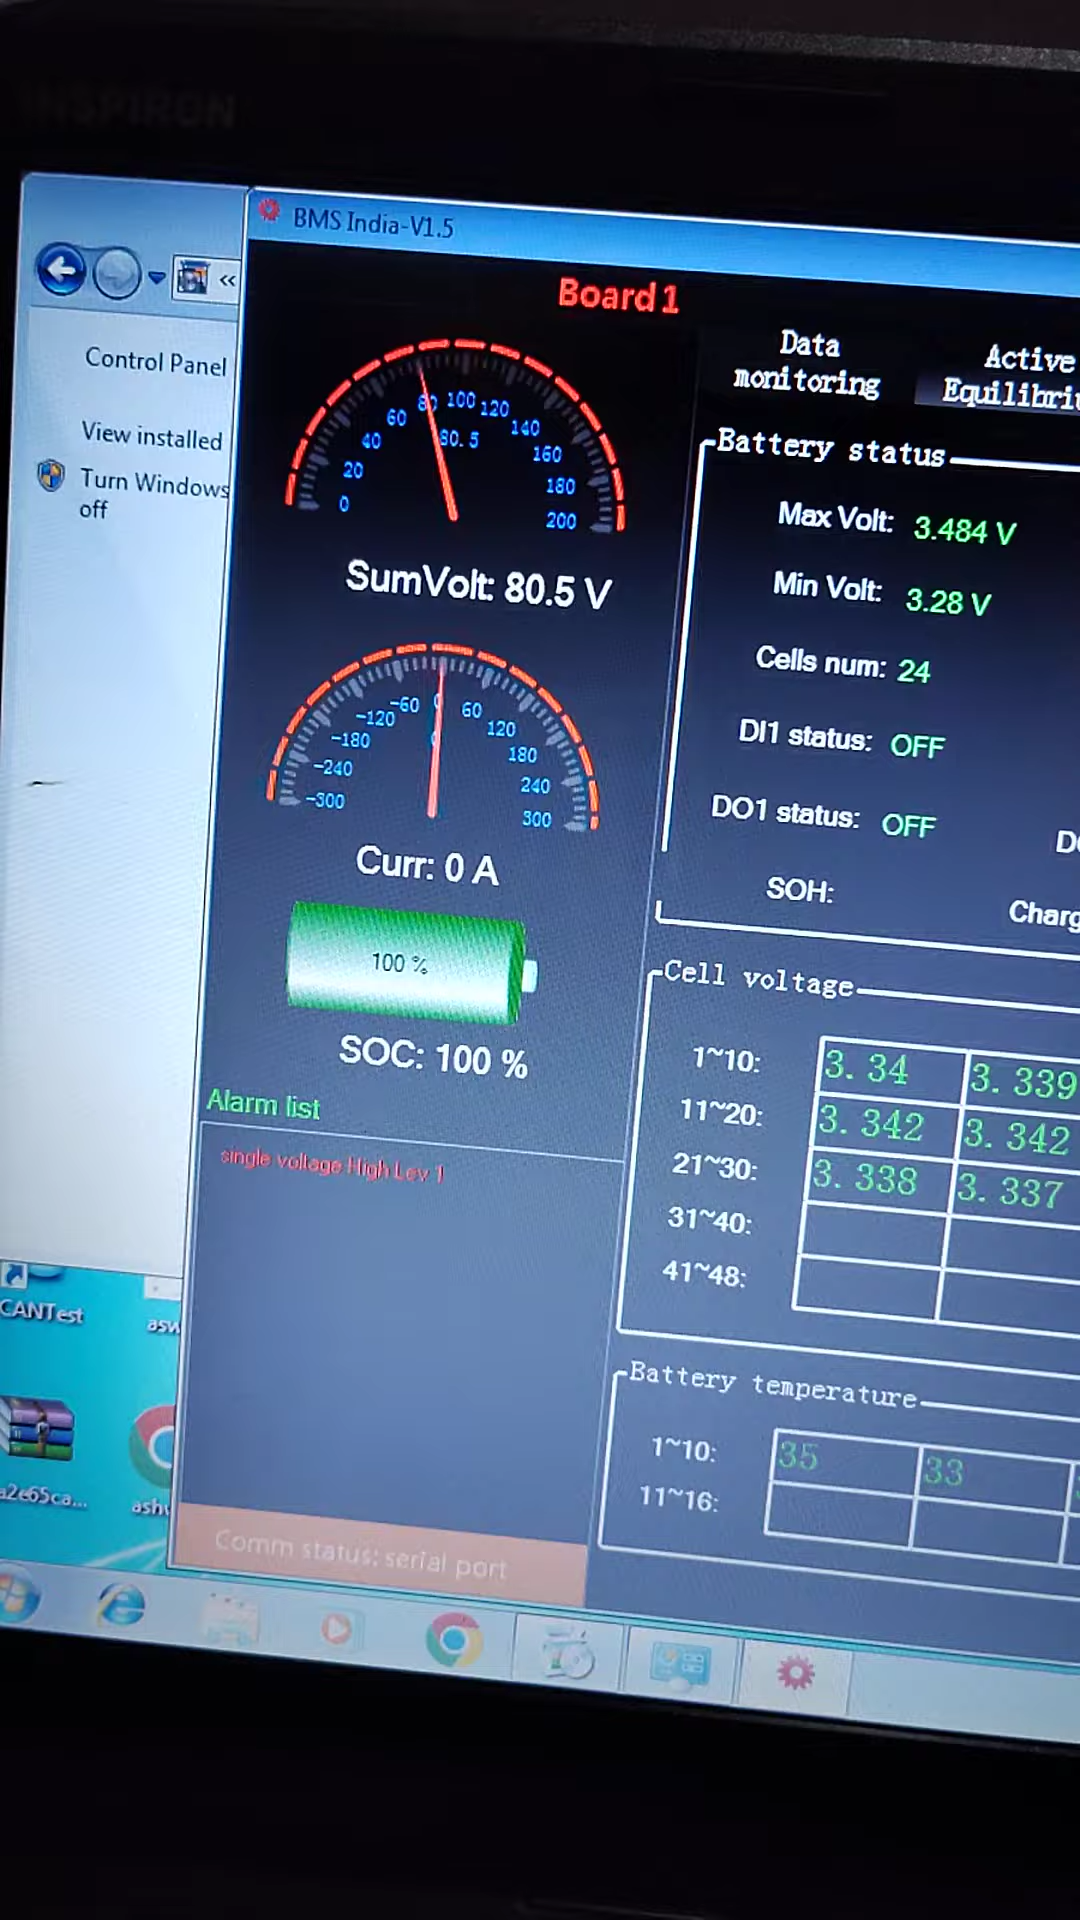 INSPIRON
BMS India-V1.5
«
Control Panel
View installed
Turn Windows
off
Board 1
Data
monitoring
Active
Battery status
0
20
40
60
80
100
120
140
160
180
200
80.5
SumVolt: 80.5 V
Max Volt: 3.484 V
Min Volt: 3.28 V
Cells num: 24
DI1 status: OFF
DO1 status: OFF
SOH:
-300
-240
-180
-120
-60
0
60
120
180
240
300
Curr: 0 A
100 %
SOC: 100 %
Alarm list
single voltage High Lev 1
Cell voltage
1~10: 3.34 3.339
11~20: 3.342 3.342
21~30: 3.338 3.337
31~40:
41~48:
Battery temperature
1~10: 35 33
11~16:
Comm status: serial port
CANTest
a2e65ca...